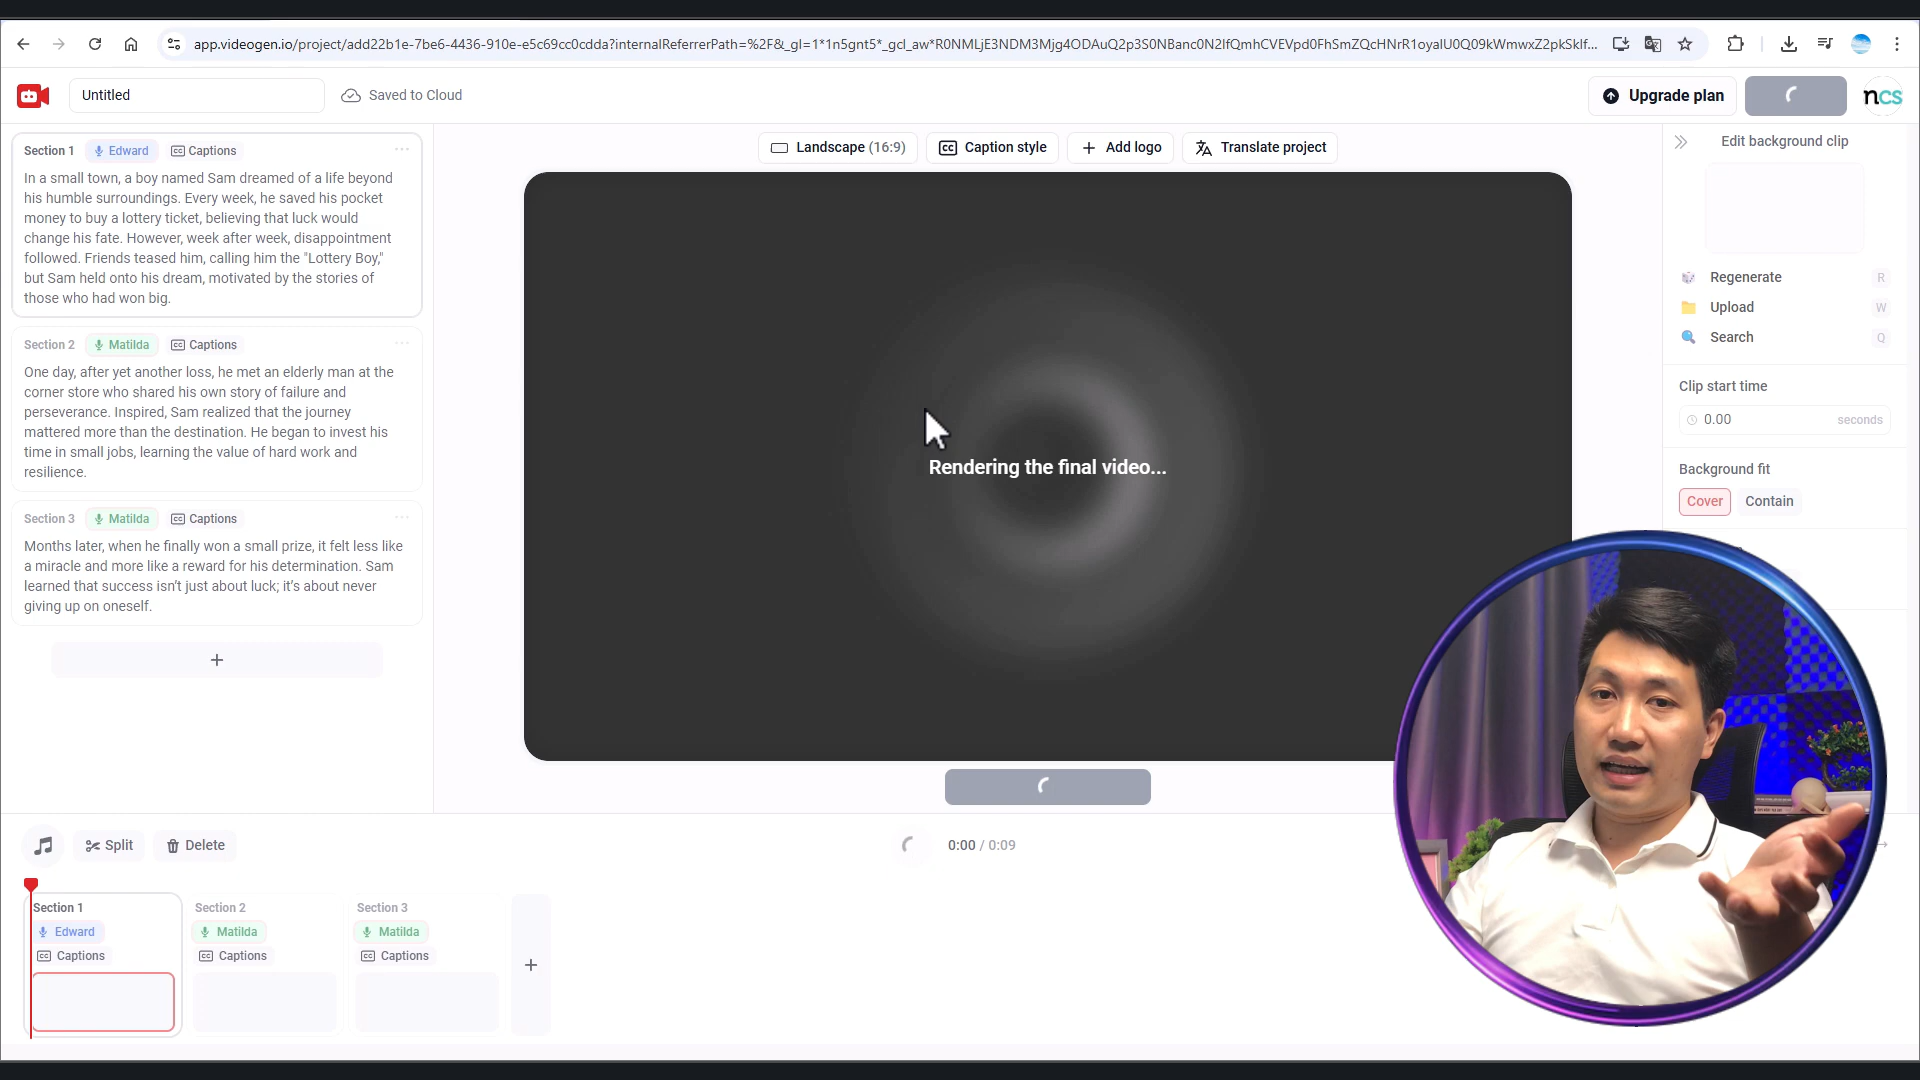 app.videogen.io/project/add22b1e-7be6-4436-910e-e5c69cc0cdda?internalReferrerPath=%2F&_gl=1*1n5gnt5*_gcl_aw*R0NMLjE3NDM3Mjg4ODAuQ2p3S0NBanc0N2lfQmhCVEVpd0FhSmZQcHNrR1oyalU0Q09kWmwxZ2pkSklf...
Untitled
Saved to Cloud
Upgrade plan
ncs
Section 1 Edward Captions
In a small town, a boy named Sam dreamed of a life beyond
his humble surroundings. Every week, he saved his pocket
money to buy a lottery ticket, believing that luck would
change his fate. However, week after week, disappointment
followed. Friends teased him, calling him the "Lottery Boy,"
but Sam held onto his dream, motivated by the stories of
those who had won big.
Section 2 Matilda Captions
One day, after yet another loss, he met an elderly man at the
corner store who shared his own story of failure and
perseverance. Inspired, Sam realized that the journey
mattered more than the destination. He began to invest his
time in small jobs, learning the value of hard work and
resilience.
Section 3 Matilda Captions
Months later, when he finally won a small prize, it felt less like
a miracle and more like a reward for his determination. Sam
learned that success isn't just about luck; it's about never
giving up on oneself.
+
Landscape (16:9) Caption style + Add logo Translate project
Rendering the final video...
Edit background clip
Regenerate R
Upload W
Search Q
Clip start time
0.00 seconds
Background fit
Cover Contain
Split Delete
0:00 / 0:09
Section 1 Section 2 Section 3
Edward Matilda Matilda
Captions Captions Captions
+